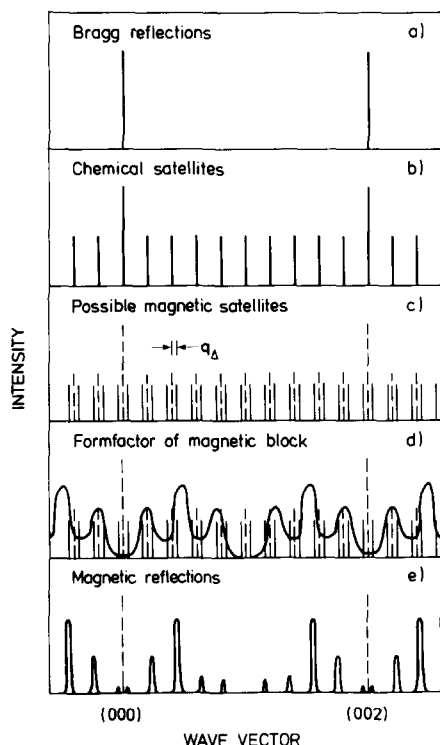 Bragg reflections a)
Chemical satellites b)
Possible magnetic satellites c)
q_Δ
Formfactor of magnetic block d)
Magnetic reflections e)
INTENSITY
(000) (002)
WAVE VECTOR